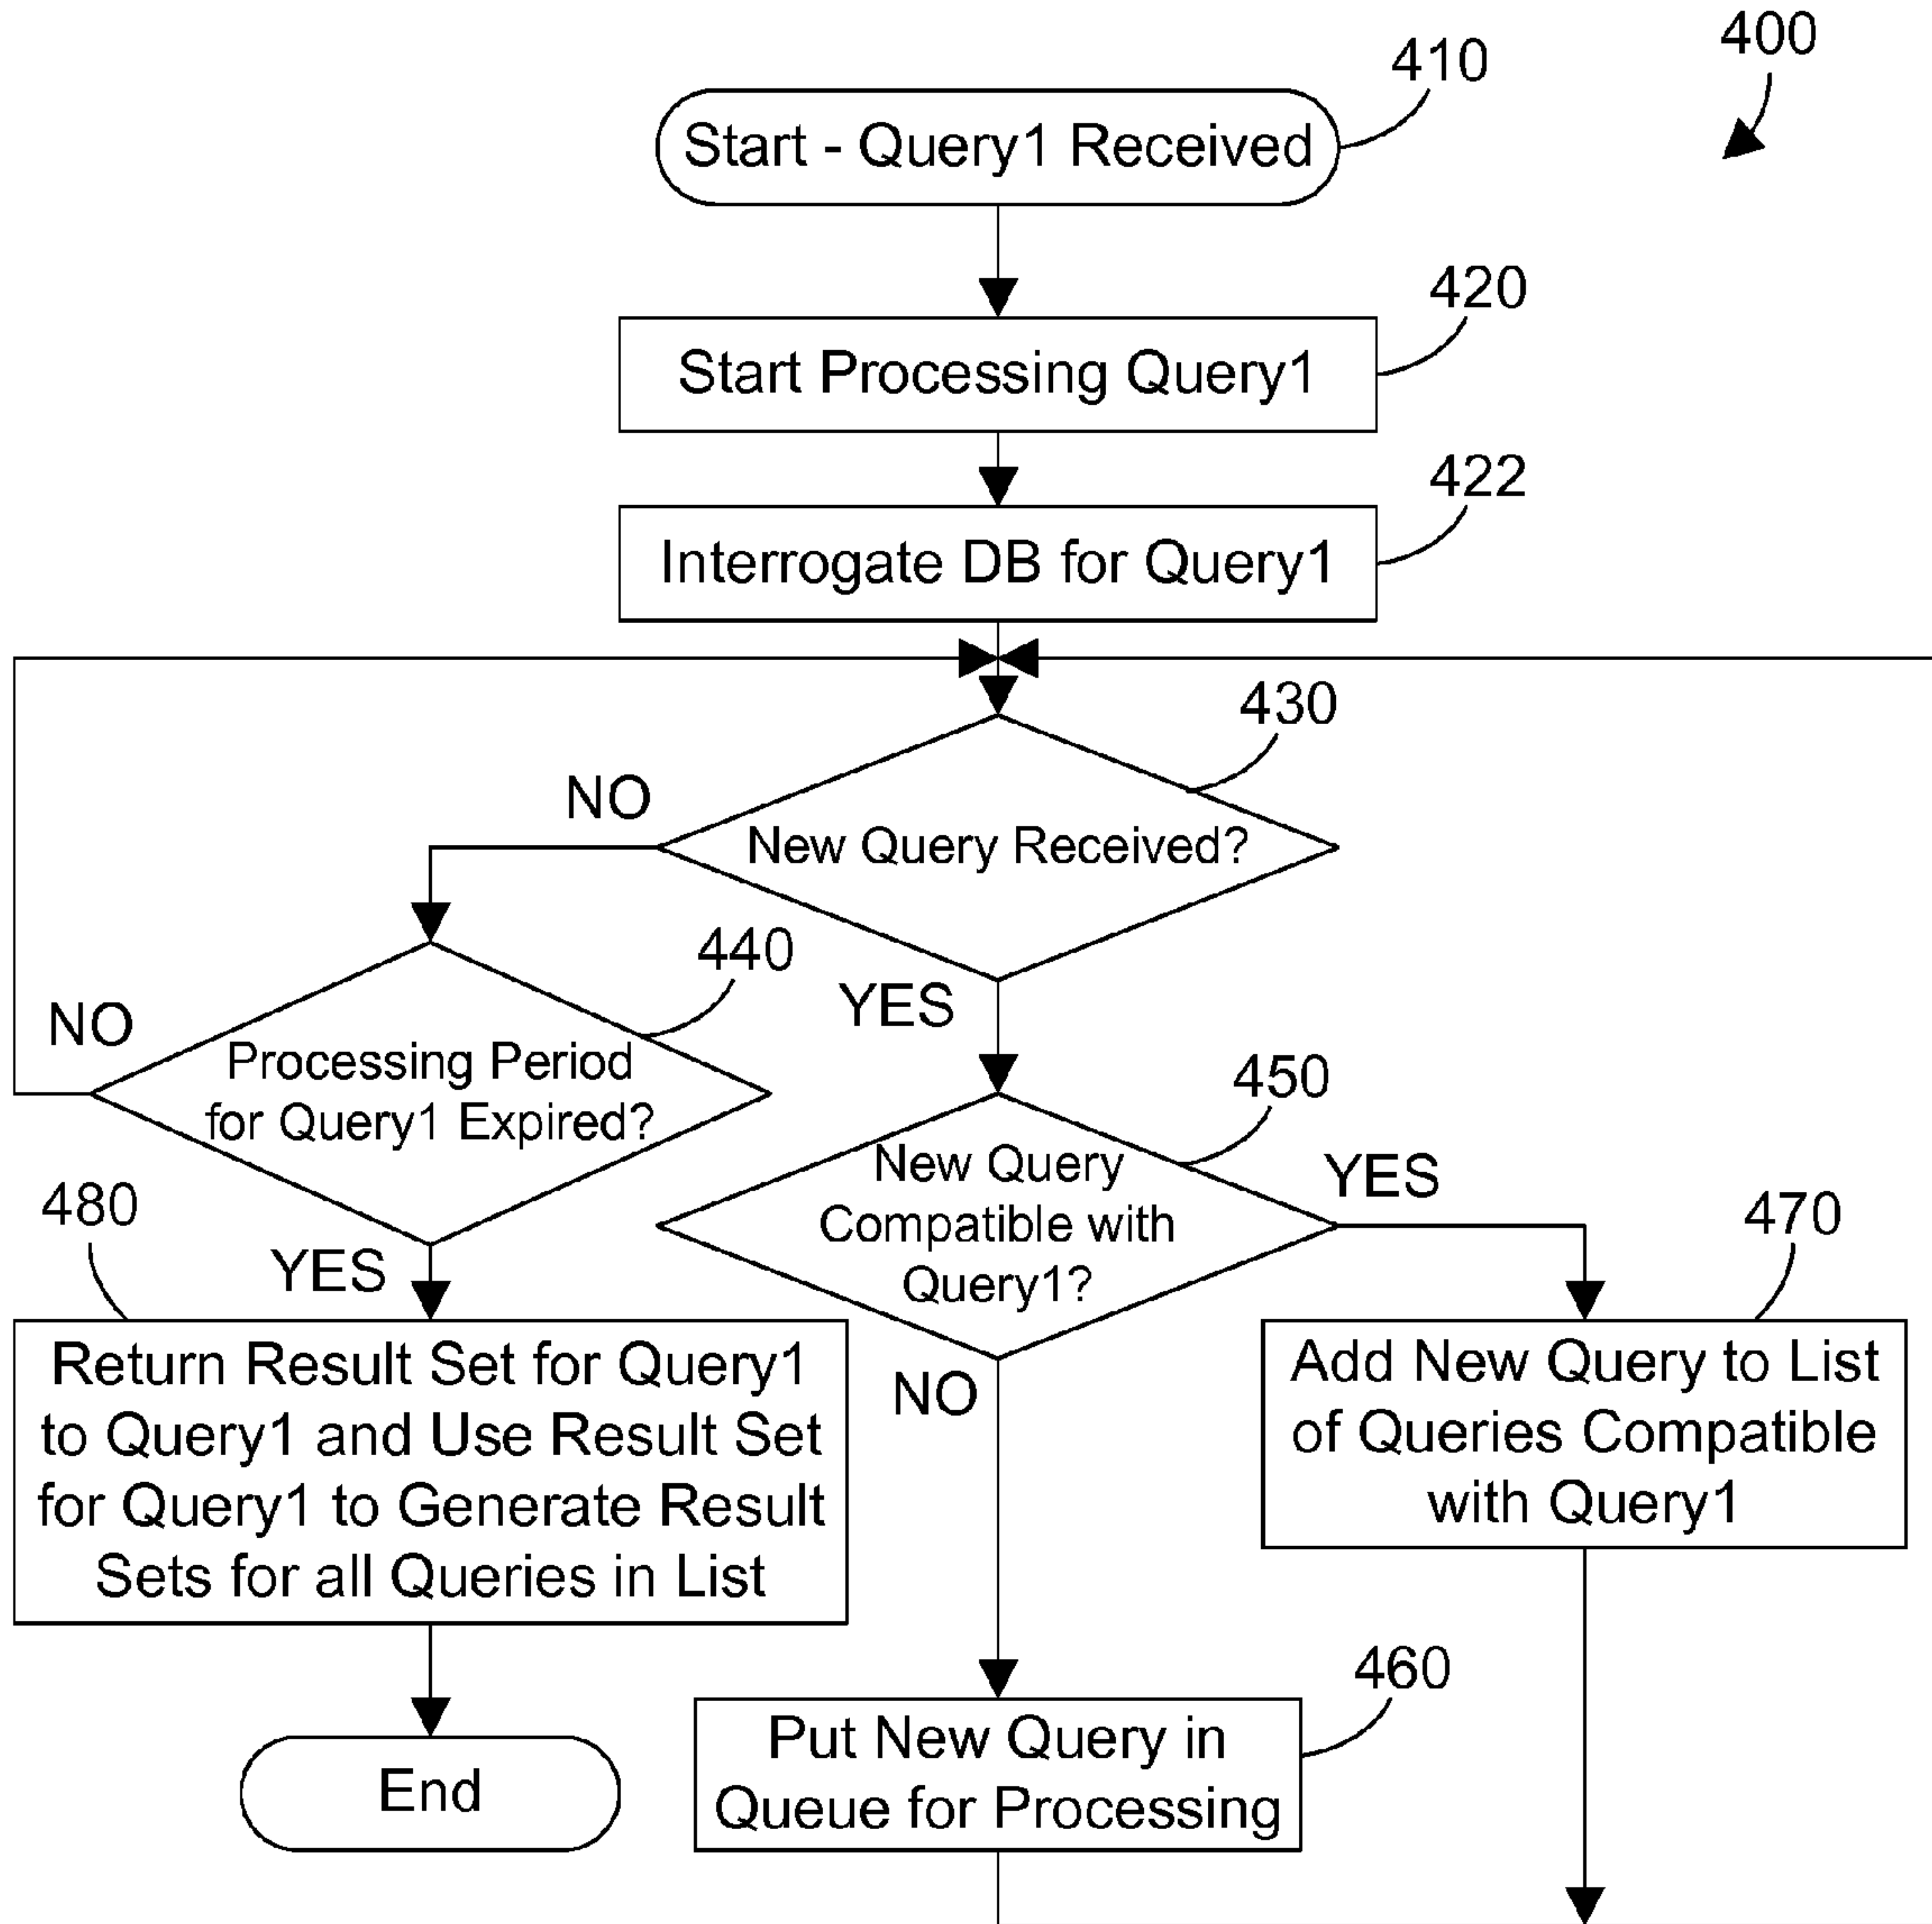 400
410
Start - Query1 Received
420
Start Processing Query1
422
Interrogate DB for Query1
430
NO
New Query Received?
440
YES
NO
Processing Period
for Query1 Expired?
450
New Query
Compatible with
Query1?
YES
480
YES
470
NO
Return Result Set for Query1
to Query1 and Use Result Set
for Query1 to Generate Result
Sets for all Queries in List
Add New Query to List
of Queries Compatible
with Query1
460
Put New Query in
Queue for Processing
End